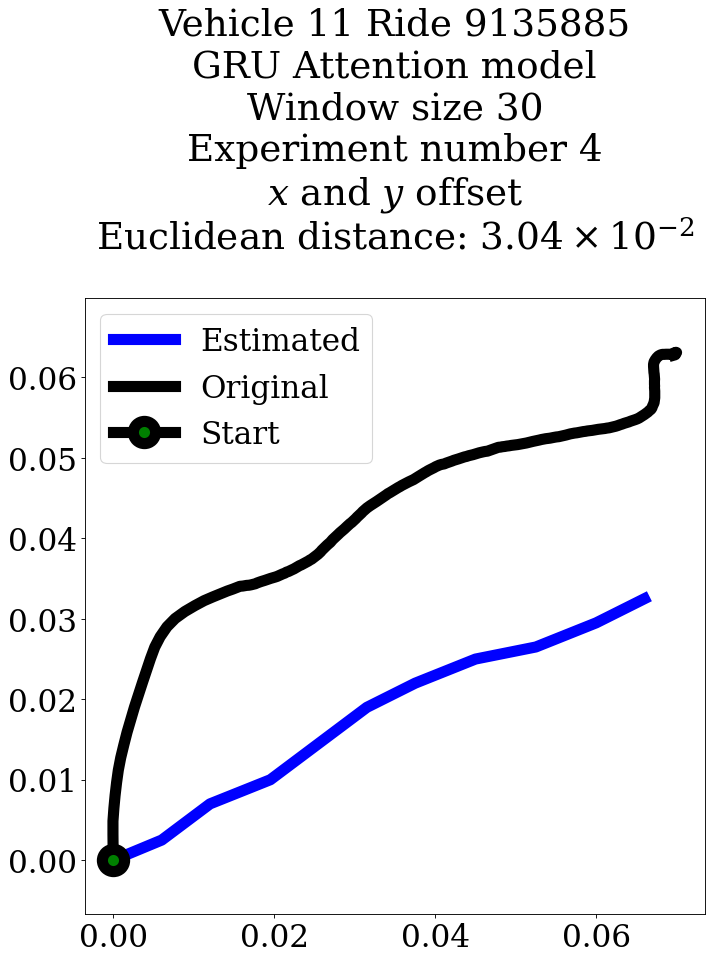 Vehicle 11 Ride 9135885
GRU Attention model
Window size 30
Experiment number 4
x and y offset
Euclidean distance: 3.04 × 10⁻²
Estimated
Original
Start
0.06
0.05
0.04
0.03
0.02
0.01
0.00
0.00 0.02 0.04 0.06